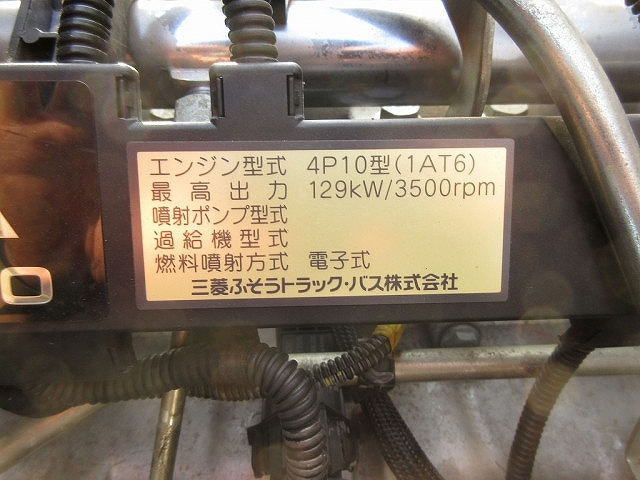 エンジン型式 4P10型(1AT6)
最高出力 129kW/3500rpm
噴射ポンプ型式
過給機型式
燃料噴射方式 電子式
三菱ふそうトラック・バス株式会社